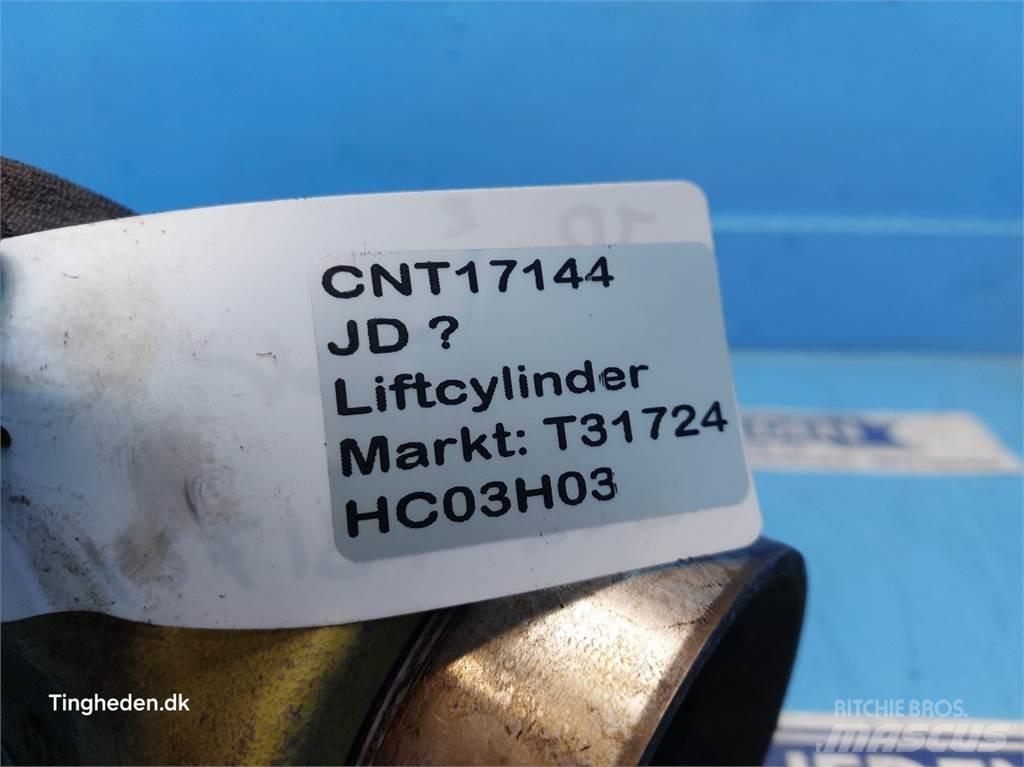 CNT17144
JD ?
Liftcylinder
Markt: T31724
HC03H03
Tingheden.dk
RITCHIE BROS.
MASCUS